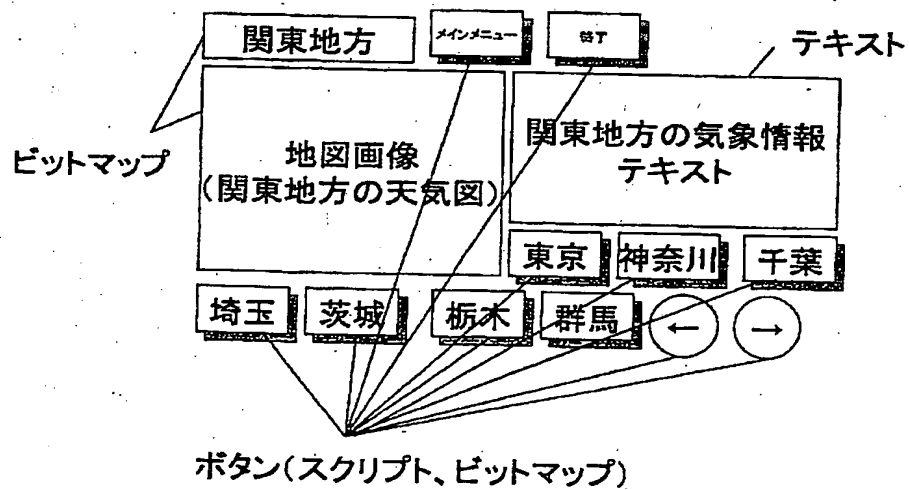 関東地方
メインメニュー
終了
テキスト
ビットマップ
地図画像
(関東地方の天気図)
関東地方の気象情報
テキスト
東京
神奈川
千葉
埼玉
茨城
栃木
群馬
←
→
ボタン(スクリプト、ビットマップ)